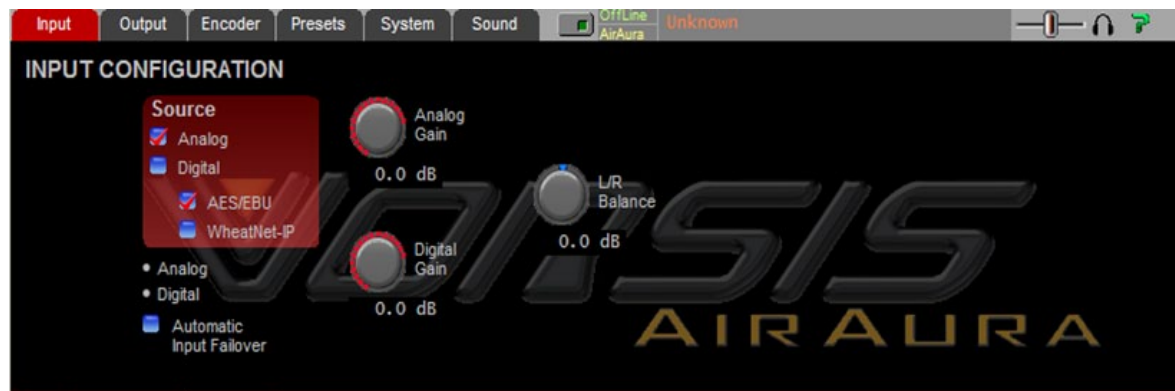 Input Output Encoder Presets System Sound OffLine Unknown
AirAura
INPUT CONFIGURATION
Source
Analog
Digital
AES/EBU
WheatNet-IP
Analog
Gain
0.0 dB
L/R
Balance
0.0 dB
Digital
Gain
0.0 dB
• Analog
• Digital
Automatic
Input Failover
VORSIS
AIRAURA